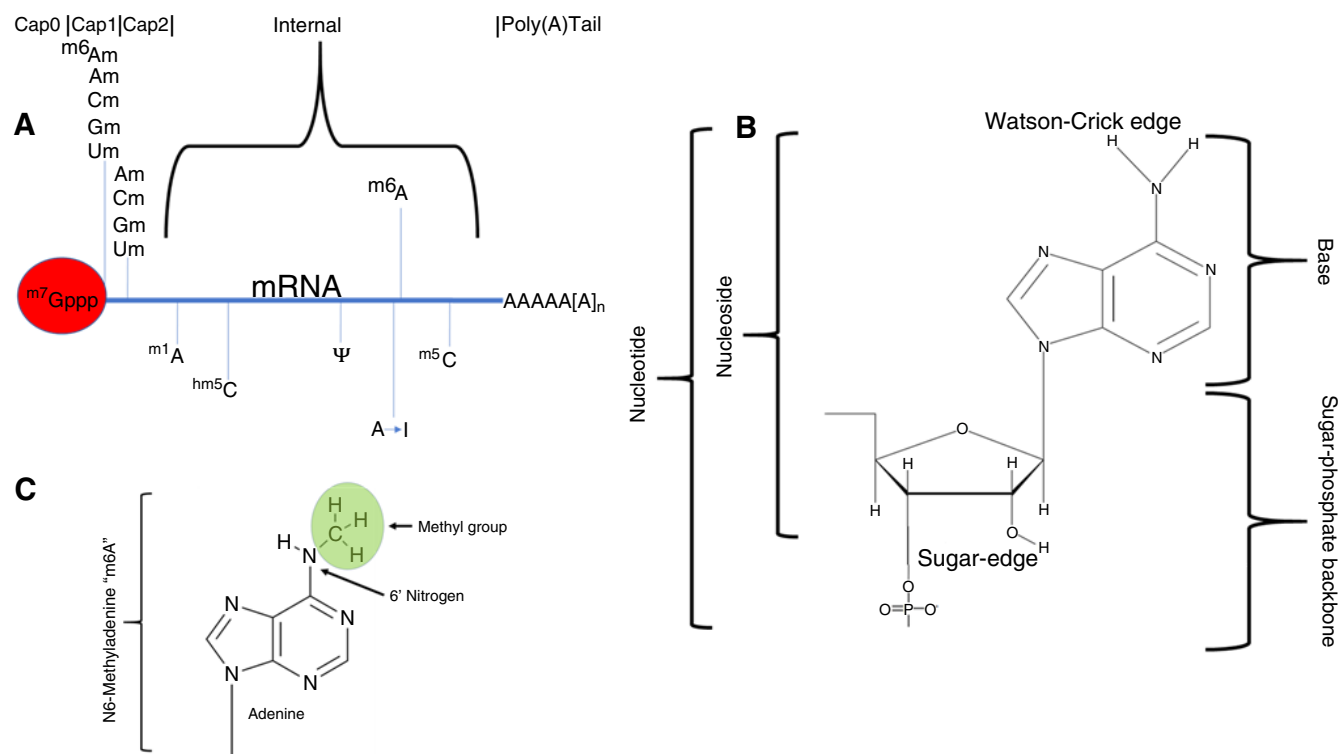 Cap0 |Cap1|Cap2|
Internal
|Poly(A)Tail
A
m6Am
Am
Cm
Gm
Um
Am
Cm
Gm
Um
m6A
m7Gppp
mRNA
AAAAA[A]n
m1A
hm5C
Ψ
m5C
A I
B
Watson-Crick edge
H
H
N
N
N
N
N
Base
Nucleotide
Nucleoside
O
H
H
H
H
O
H
Sugar-edge
O
O=P-O-
Sugar-phosphate backbone
C
N6-Methyladenine “m6A”
H
H
C
H
H
N
Methyl group
6' Nitrogen
N
N
N
N
Adenine